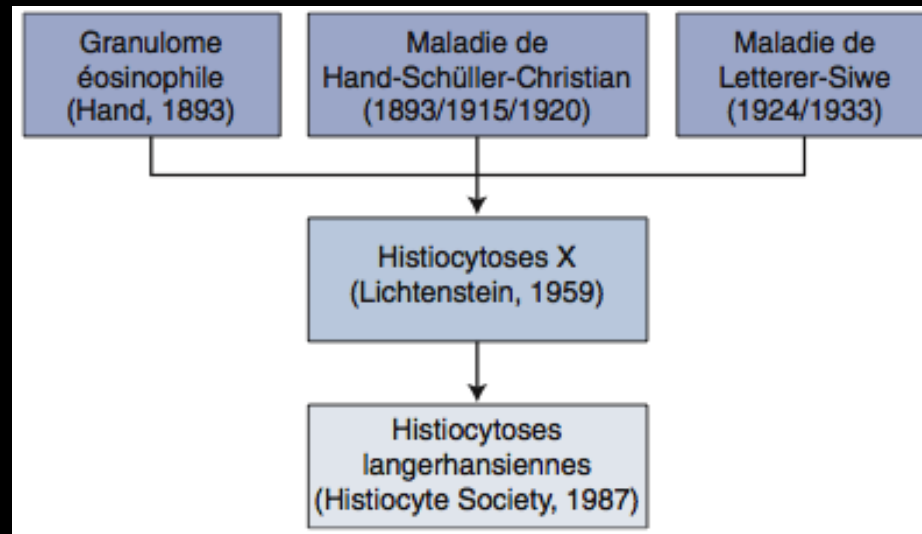 Granulome
éosinophile
(Hand, 1893)
Maladie de
Hand-Schüller-Christian
(1893/1915/1920)
Maladie de
Letterer-Siwe
(1924/1933)
Histiocytoses X
(Lichtenstein, 1959)
Histiocytoses
langerhansiennes
(Histiocyte Society, 1987)